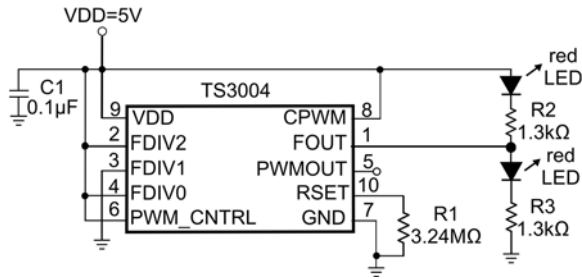 VDD=5V
C1
0.1µF
TS3004
9
VDD
2
FDIV2
3
FDIV1
4
FDIV0
6
PWM_CNTRL
CPWM
8
FOUT
1
PWMOUT
5
RSET
10
GND
7
R1
3.24MΩ
red
LED
R2
1.3kΩ
red
LED
R3
1.3kΩ